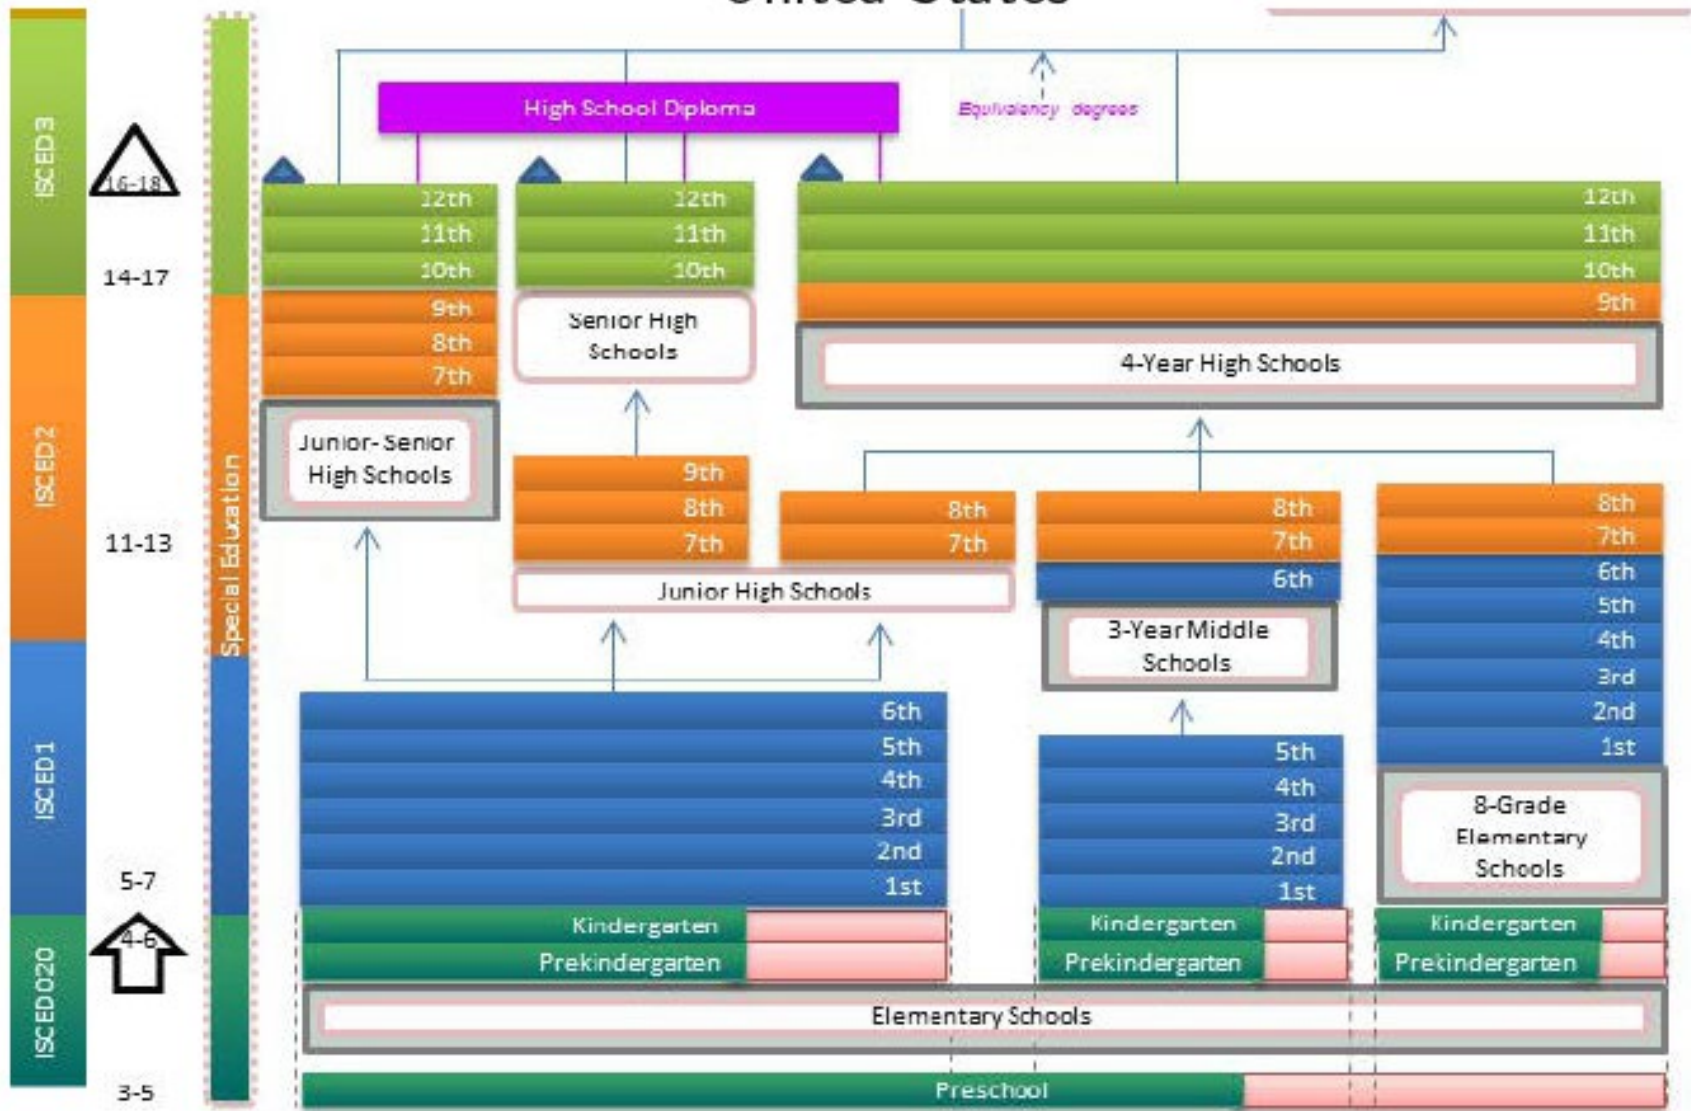 United States
ISCED3
16-18
14-17
High School Diploma
Equivalency degrees
12th
11th
10th
9th
8th
7th
Junior- Senior
High Schools
12th
11th
10th
Senior High
Schools
12th
11th
10th
9th
4-Year High Schools
ISCED2
11-13
Special Education
9th
8th
7th
8th
7th
Junior High Schools
8th
7th
6th
3-Year Middle
Schools
8th
7th
6th
5th
4th
3rd
2nd
1st
8-Grade
Elementary
Schools
ISCED1
5-7
6th
5th
4th
3rd
2nd
1st
5th
4th
3rd
2nd
1st
ISCED020
4-6
Kindergarten
Prekindergarten
Kindergarten
Prekindergarten
Kindergarten
Prekindergarten
Elementary Schools
3-5
Preschool